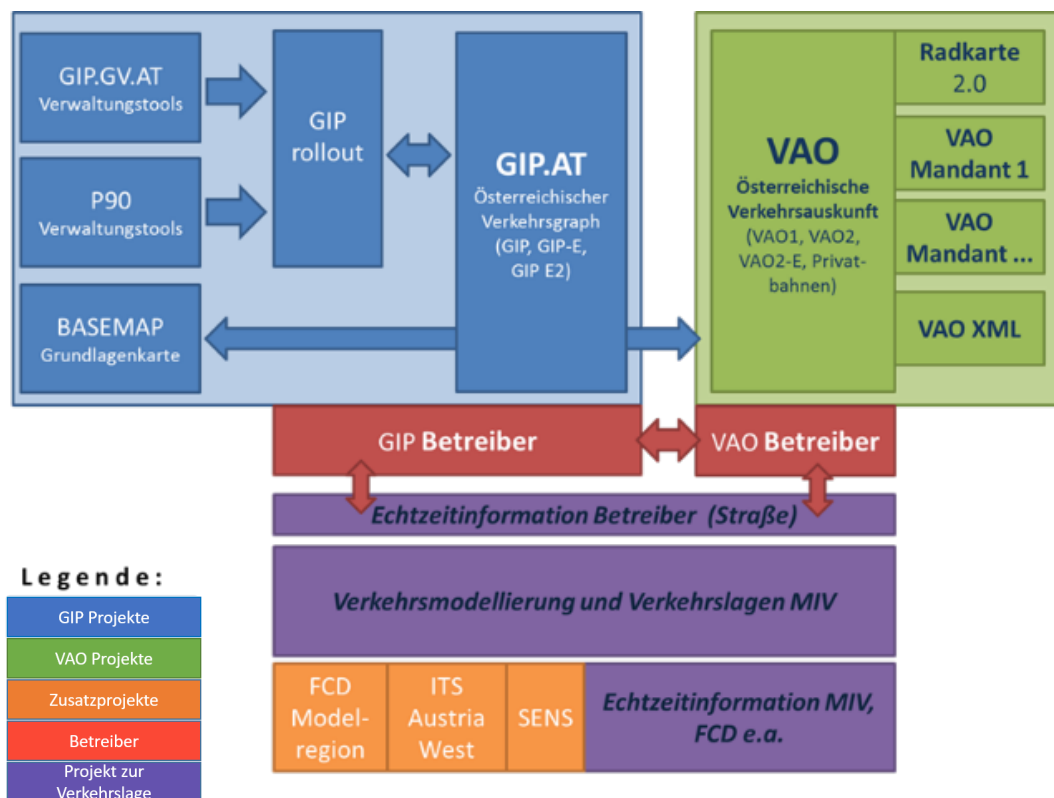 GIP.GV.AT
Verwaltungstools
P90
Verwaltungstools
BASEMAP
Grundlagenkarte
GIP
rollout
GIP.AT
Österreichischer
Verkehrsgraph
(GIP, GIP-E,
GIP E2)
VAO
Österreichische
Verkehrsauskunft
(VAO1, VAO2,
VAO2-E, Privat-
bahnen)
Radkarte
2.0
VAO
Mandant 1
VAO
Mandant ...
VAO XML
GIP Betreiber
VAO Betreiber
Echtzeitinformation Betreiber (Straße)
Verkehrsmodellierung und Verkehrslagen MIV
FCD
Model-
region
ITS
Austria
West
SENS
Echtzeitinformation MIV,
FCD e.a.
Legende:
GIP Projekte
VAO Projekte
Zusatzprojekte
Betreiber
Projekt zur
Verkehrslage